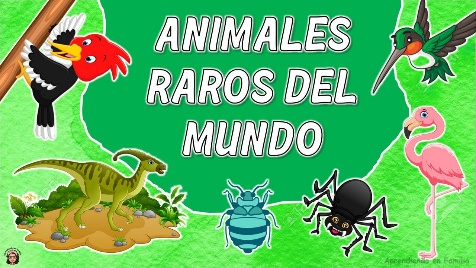 ANIMALES
RAROS DEL
MUNDO
Aprendiendo en Familia